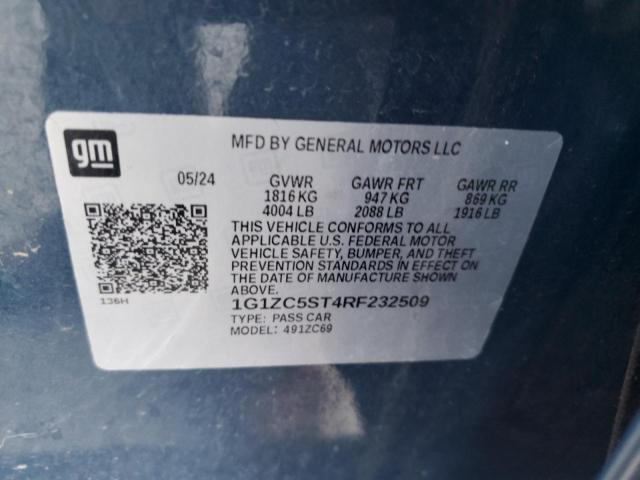 gm
MFD BY GENERAL MOTORS LLC
05/24 GVWR GAWR FRT GAWR RR
1816 KG 947 KG 869 KG
4004 LB 2088 LB 1916 LB
THIS VEHICLE CONFORMS TO ALL
APPLICABLE U.S. FEDERAL MOTOR
VEHICLE SAFETY, BUMPER, AND THEFT
PREVENTION STANDARDS IN EFFECT ON
THE DATE OF MANUFACTURE SHOWN
ABOVE.
136H
1G1ZC5ST4RF232509
TYPE: PASS CAR
MODEL: 491ZC69